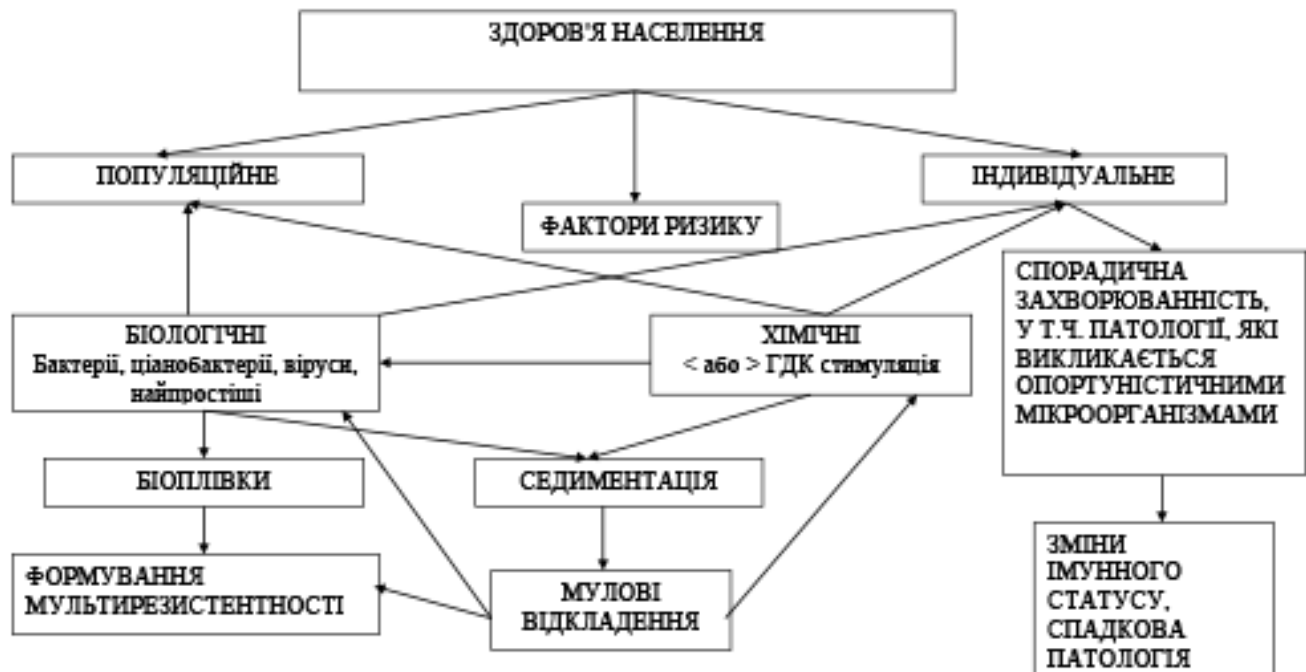 ЗДОРОВ'Я НАСЕЛЕННЯ
ПОПУЛЯЦІЙНЕ
ІНДИВІДУАЛЬНЕ
ФАКТОРИ РИЗИКУ
БІОЛОГІЧНІ
Бактерії, ціанобактерії, віруси,
найпростіші
ХІМІЧНІ
< або > ГДК стимуляція
СПОРАДИЧНА
ЗАХВОРЮВАННІСТЬ,
У Т.Ч. ПАТОЛОГІЇ, ЯКІ
ВИКЛИКАЄТЬСЯ
ОПОРТУНІСТИЧНИМИ
МІКРООРГАНІЗМАМИ
БІОПЛІВКИ
СЕДИМЕНТАЦІЯ
ФОРМУВАННЯ
МУЛЬТИРЕЗИСТЕНТНОСТІ
МУЛОВІ
ВІДКЛАДЕННЯ
ЗМІНИ
ІМУННОГО
СТАТУСУ,
СПАДКОВА
ПАТОЛОГІЯ